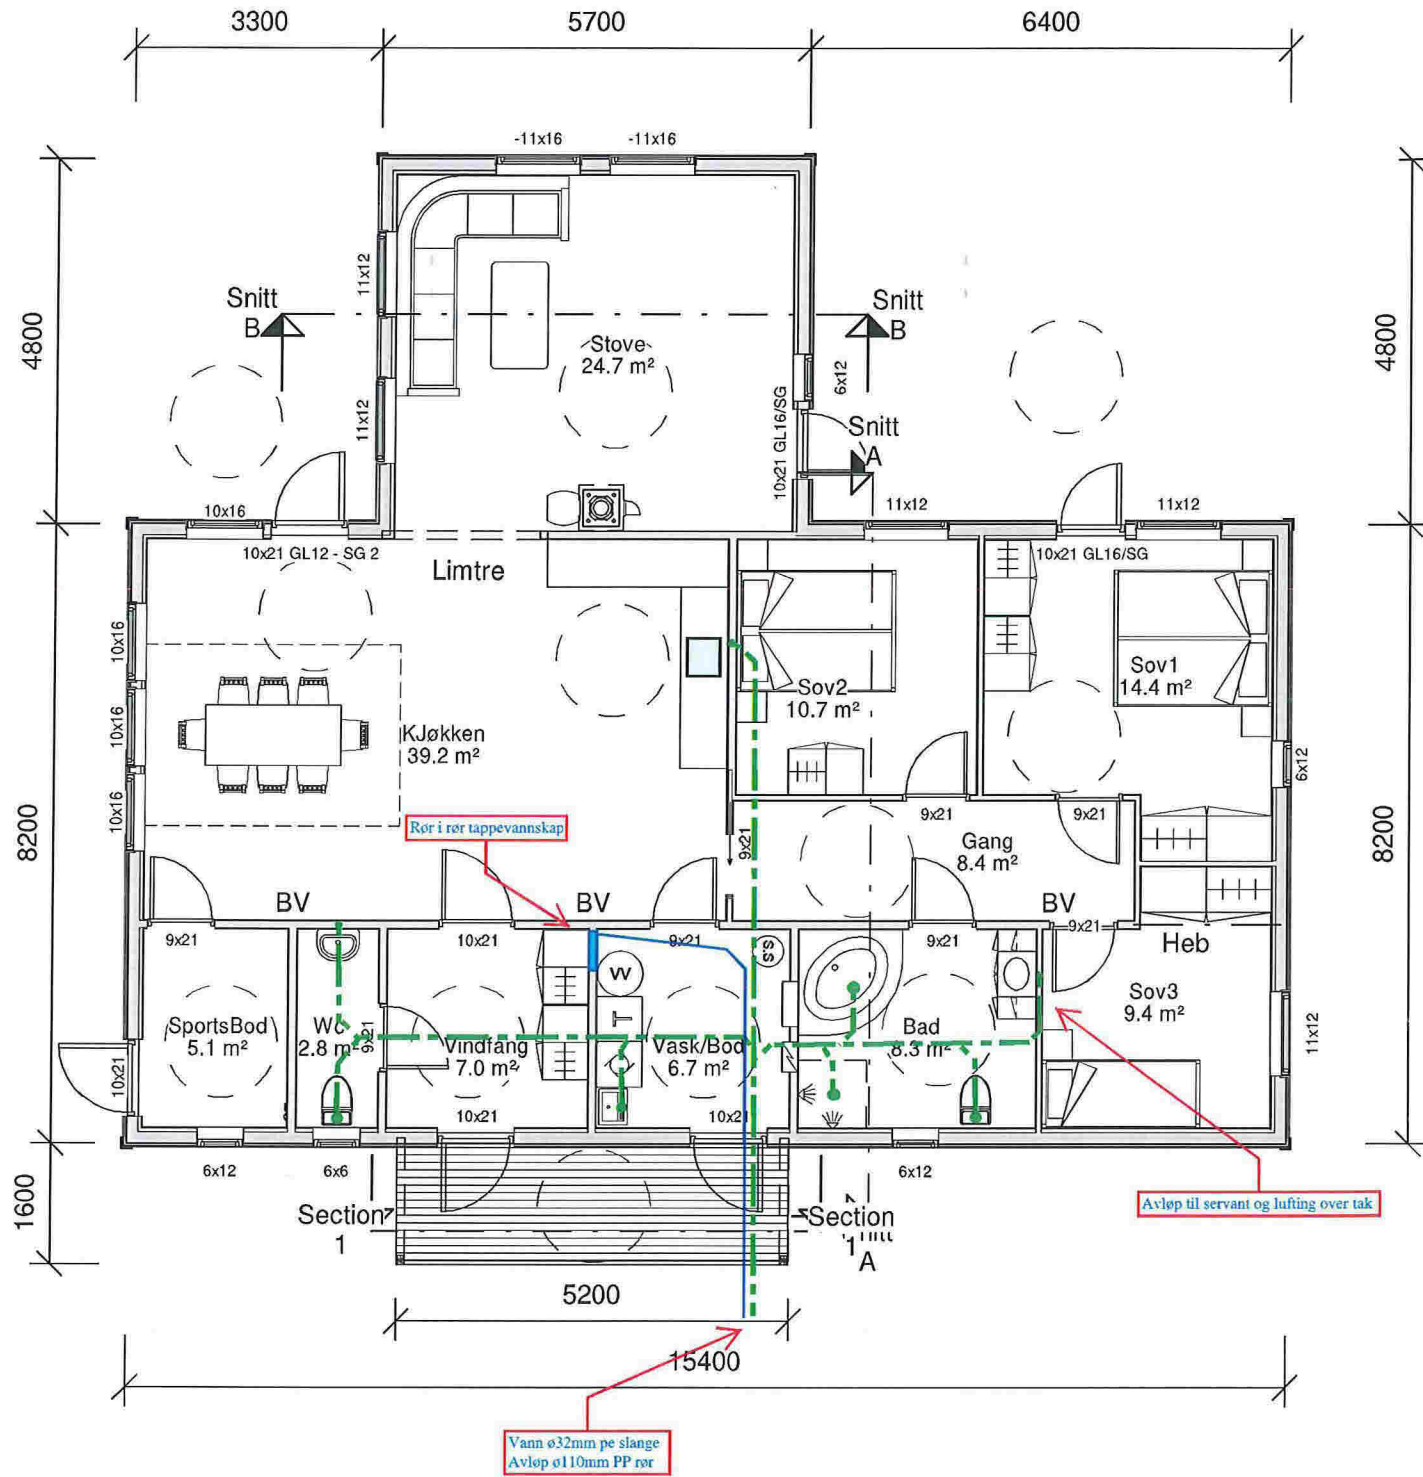 3300
5700
6400
-11x16
-11x16
11x12
Snitt
B
Snitt
B
4800
4800
Stove
24.7 m²
6x12
11x12
10x21 GL16/SG
Snitt
A
10x16
11x12
11x12
10x21 GL12 - SG 2
10x21 GL16/SG
Limtre
10x16
Sov1
14.4 m²
Sov2
10.7 m²
10x16
KJøkken
39.2 m²
6x12
10x16
8200
8200
Rør i rør tappevannskap
9x21
9x21
9x21
Gang
8.4 m²
BV
BV
BV
9x21
10x21
9x21
9x21
9x21
S.S
Heb
VV
SportsBod
5.1 m²
Wc
2.8 m²
9x21
Vindfang
7.0 m²
Vask/Bod
6.7 m²
Bad
8.3 m²
Sov3
9.4 m²
11x12
10x21
10x21
10x21
6x12
6x6
6x12
1600
Section
1
Section
1
A
Avløp til servant og lufting over tak
5200
15400
Vann ø32mm pe slange
Avløp ø110mm PP rør